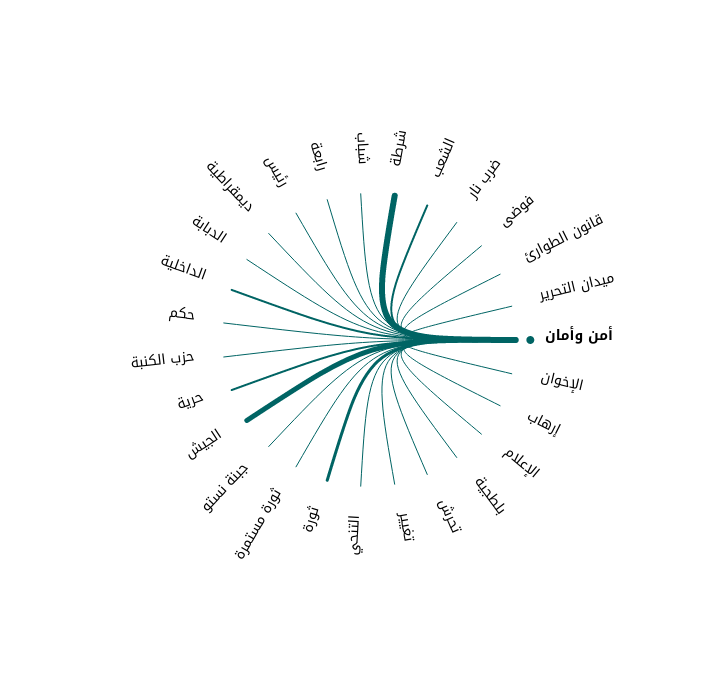 أمن وأمان
ميدان التحرير
قانون الطوارئ
فوضى
ضرب نار
الشعب
شرطة
شباب
رابعة
رئيس
ديمقراطية
الدبابة
الداخلية
حكم
حزب الكنبة
حرية
الجيش
جبنة نستو
ثورة مستمرة
ثورة
التنحي
تغيير
تحرش
بلطجية
الإعلام
إرهاب
الإخوان